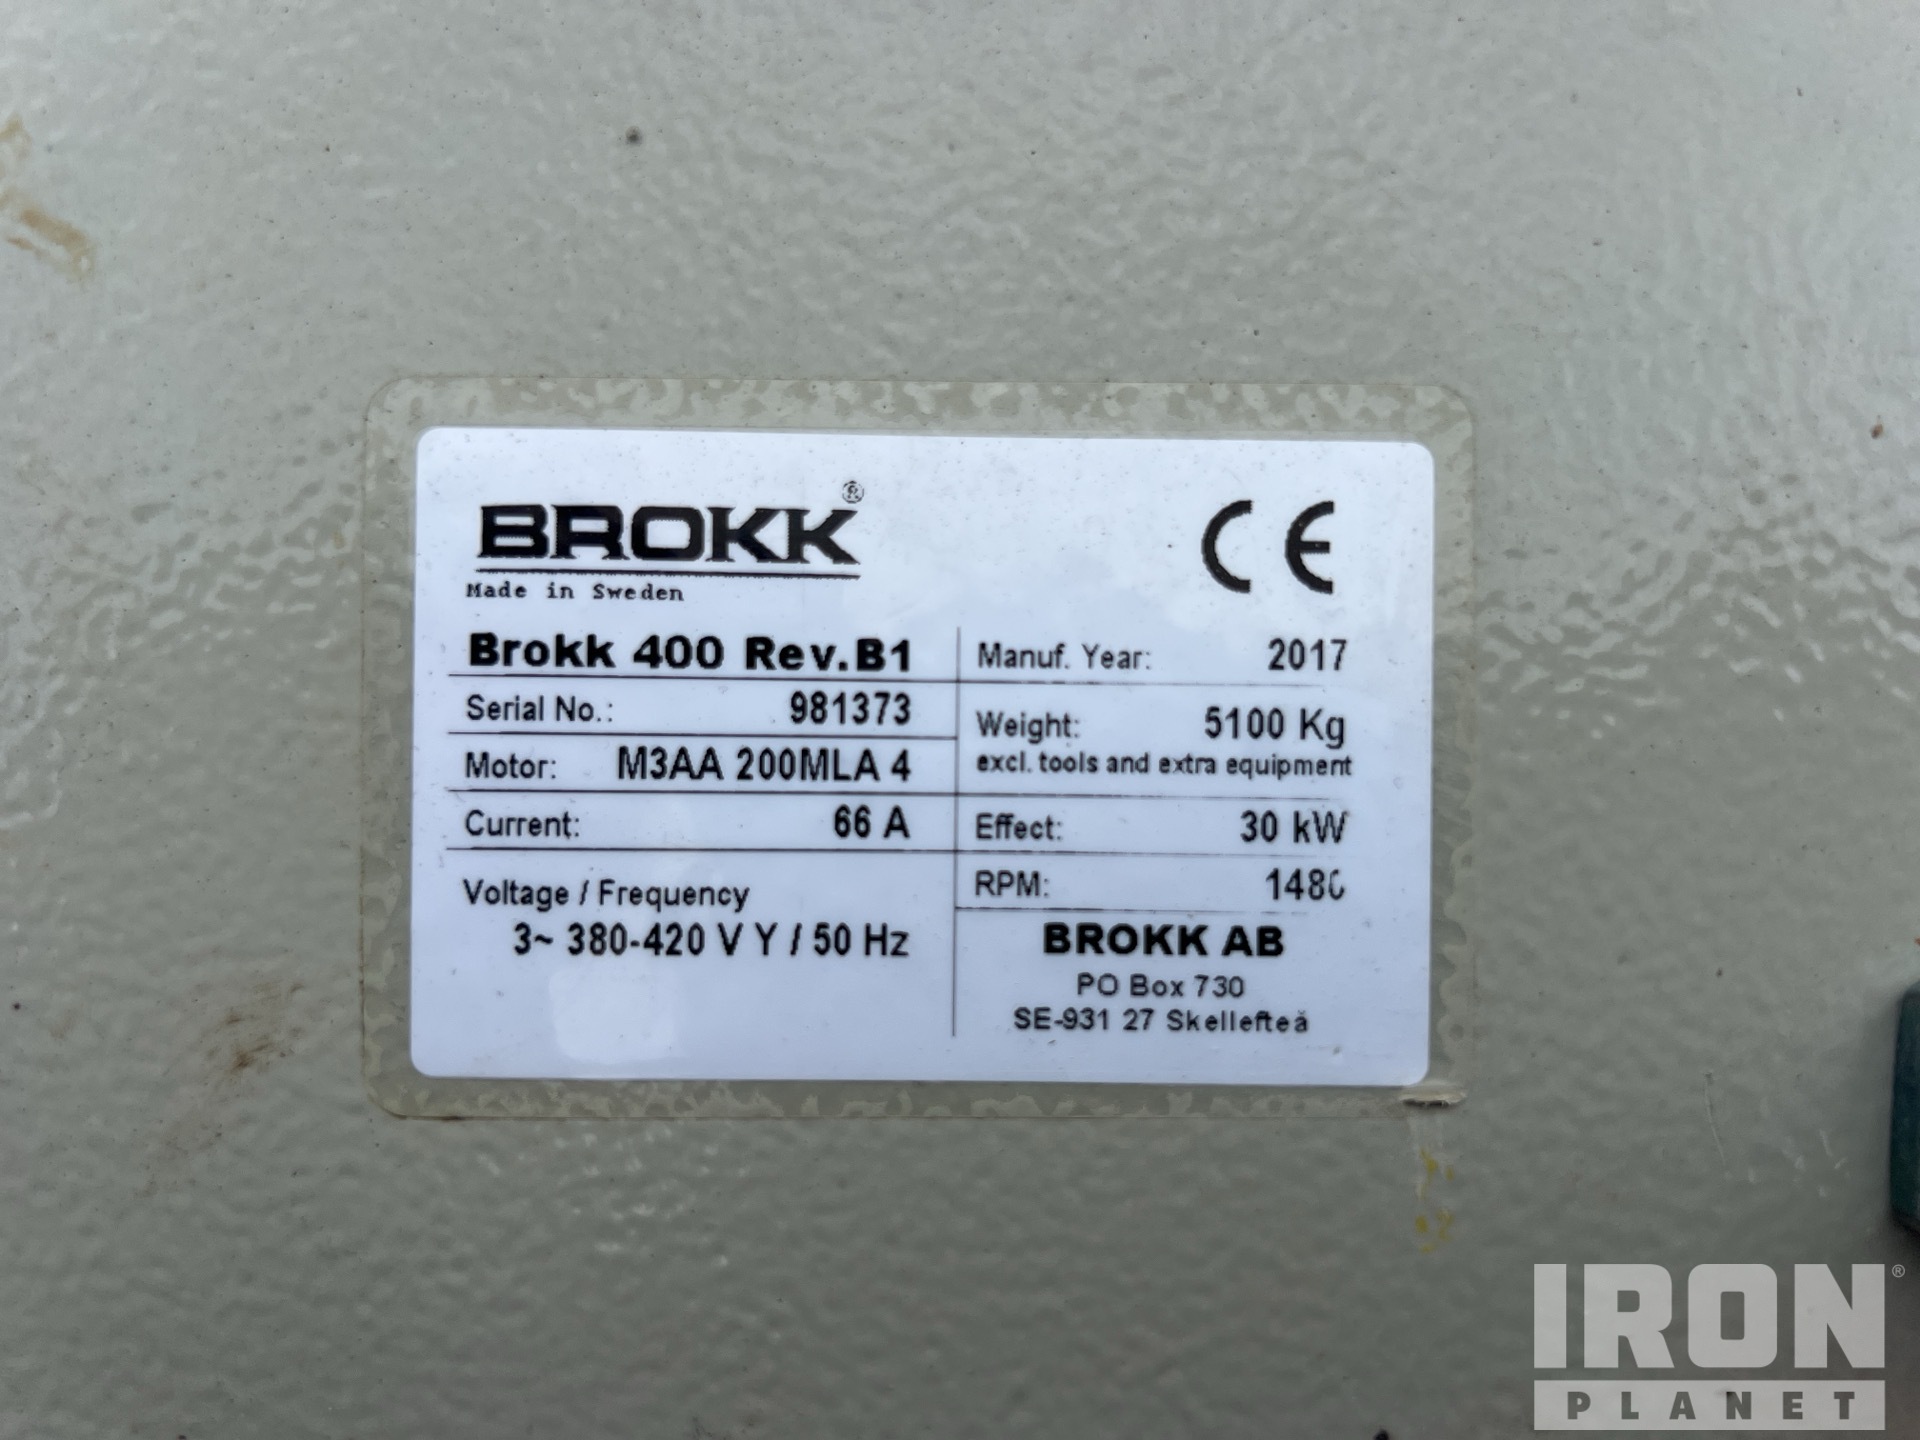 BROKK®
Made in Sweden
CE
Brokk 400 Rev.B1
Serial No.: 981373
Motor: M3AA 200MLA 4
Current: 66 A
Voltage / Frequency
3~ 380-420 V Y / 50 Hz
Manuf. Year: 2017
Weight: 5100 Kg
excl. tools and extra equipment
Effect: 30 kW
RPM: 1480
BROKK AB
PO Box 730
SE-931 27 Skellefteå
IRON®
PLANET